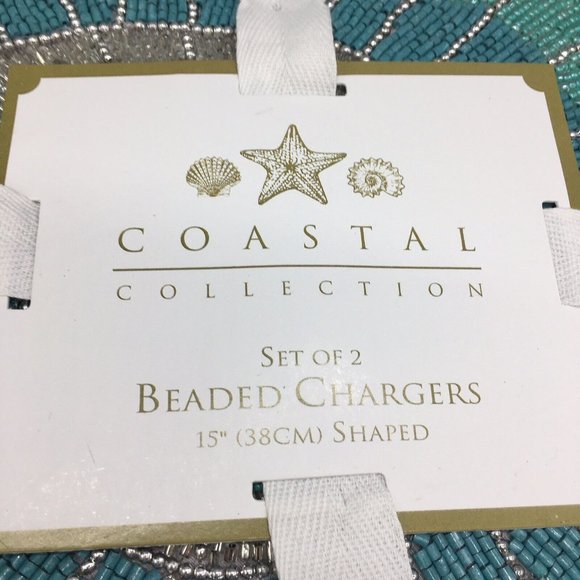 COASTAL
COLLECTION
SET OF 2
BEADED CHARGERS
15" (38CM) SHAPED